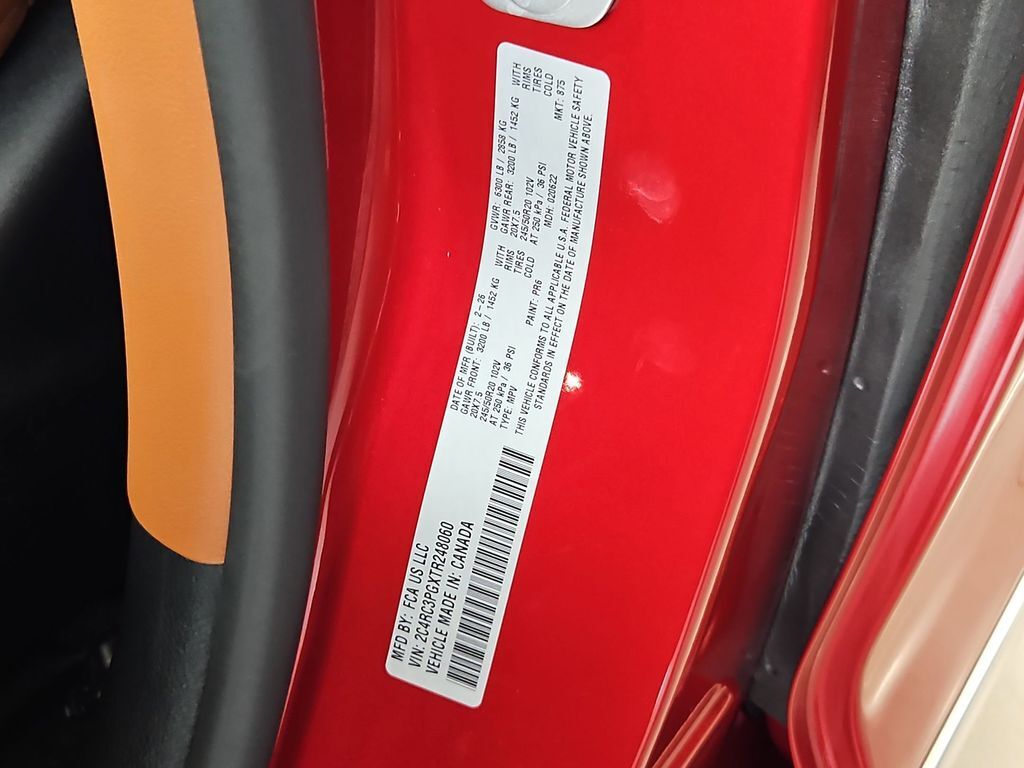 MFD BY: FCA US LLC
VIN: 2C4RC3PGXTR248060
VEHICLE MADE IN: CANADA
DATE OF MFR (BUILT): 2-26 GVWR: 6300 LB / 2858 KG
GAWR FRONT: 3200 LB / 1452 KG WITH GAWR REAR: 3200 LB / 1452 KG WITH
20X7.5 RIMS 20X7.5 RIMS
245/50R20 102V TIRES 245/50R20 102V TIRES
AT 250 kPa / 36 PSI COLD AT 250 kPa / 36 PSI COLD
TYPE: MPV PAINT: PR6 MDH: 020622 MKT: 875
THIS VEHICLE CONFORMS TO ALL APPLICABLE U.S.A. FEDERAL MOTOR VEHICLE SAFETY
STANDARDS IN EFFECT ON THE DATE OF MANUFACTURE SHOWN ABOVE.